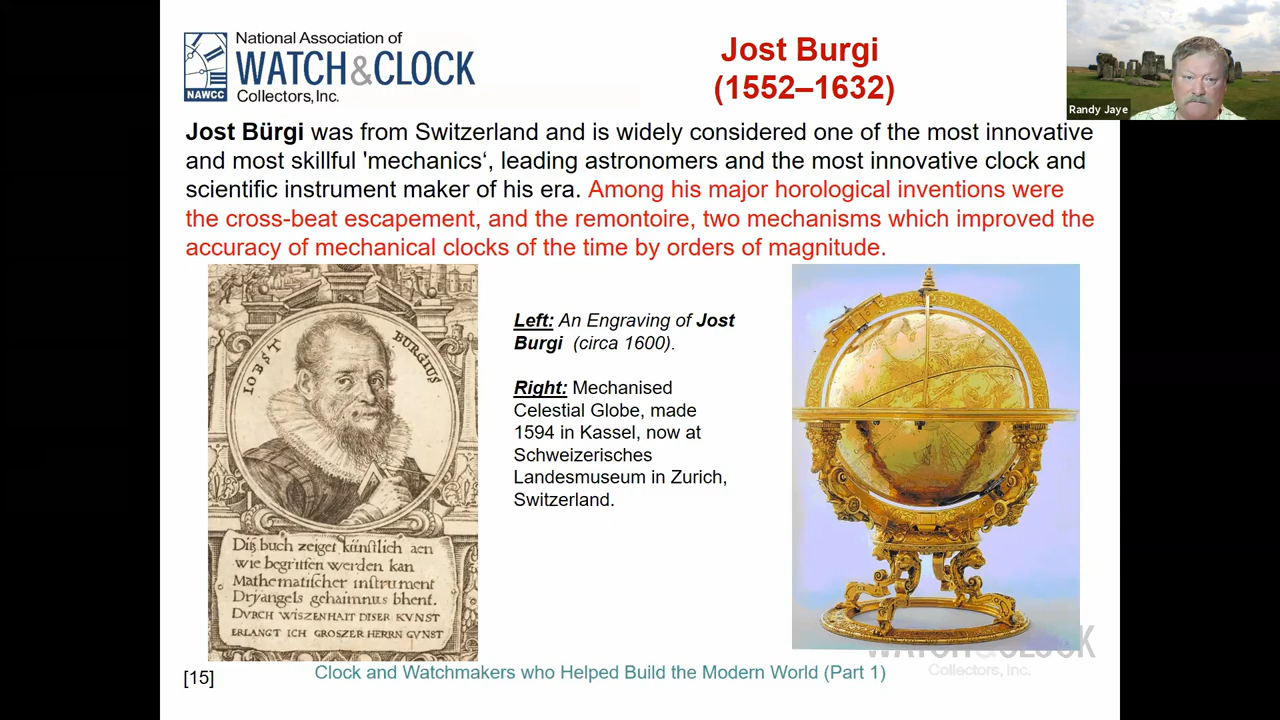 National Association of
WATCH&CLOCK
Collectors, Inc.
NAWCC
Jost Burgi
(1552–1632)
Randy Jaye
Jost Bürgi was from Switzerland and is widely considered one of the most innovative
and most skillful 'mechanics‘, leading astronomers and the most innovative clock and
scientific instrument maker of his era. Among his major horological inventions were
the cross-beat escapement, and the remontoire, two mechanisms which improved the
accuracy of mechanical clocks of the time by orders of magnitude.
IOBST BURGIUS
Diß buch zeiget künstlich aen
wie begriffen werden kan
Mathematischer instrument
Dryangels gehaimnus bhent.
DVRCH WISZENHAIT DISER KVNST
ERLANGT ICH GROSZER HERRN GVNST
Left: An Engraving of Jost
Burgi (circa 1600).
Right: Mechanised
Celestial Globe, made
1594 in Kassel, now at
Schweizerisches
Landesmuseum in Zurich,
Switzerland.
WATCH&CLOCK
Collectors, Inc.
[15]
Clock and Watchmakers who Helped Build the Modern World (Part 1)